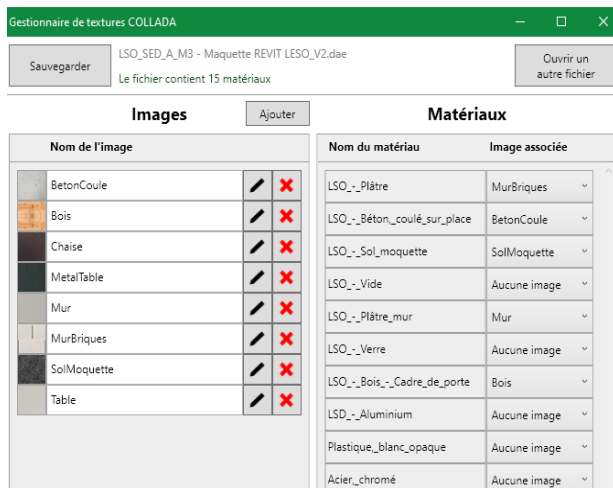 Gestionnaire de textures COLLADA
Sauvegarder
LSO_SED_A_M3 - Maquette REVIT LESO_V2.dae
Le fichier contient 15 matériaux
Ouvrir un
autre fichier
Images
Ajouter
Nom de l'image
BetonCoule
Bois
Chaise
MetalTable
Mur
MurBriques
SolMoquette
Table
Matériaux
Nom du matériau Image associée
LSO_-_Plâtre MurBriques
LSO_-_Béton,_coulé_sur_place BetonCoule
LSO_-_Sol_moquette SolMoquette
LSO_-_Vide Aucune image
LSO_-_Plâtre_mur Mur
LSO_-_Verre Aucune image
LSO_-_Bois_-_Cadre_de_porte Bois
LSD_-_Aluminium Aucune image
Plastique,_blanc_opaque Aucune image
Acier,_chromé Aucune image